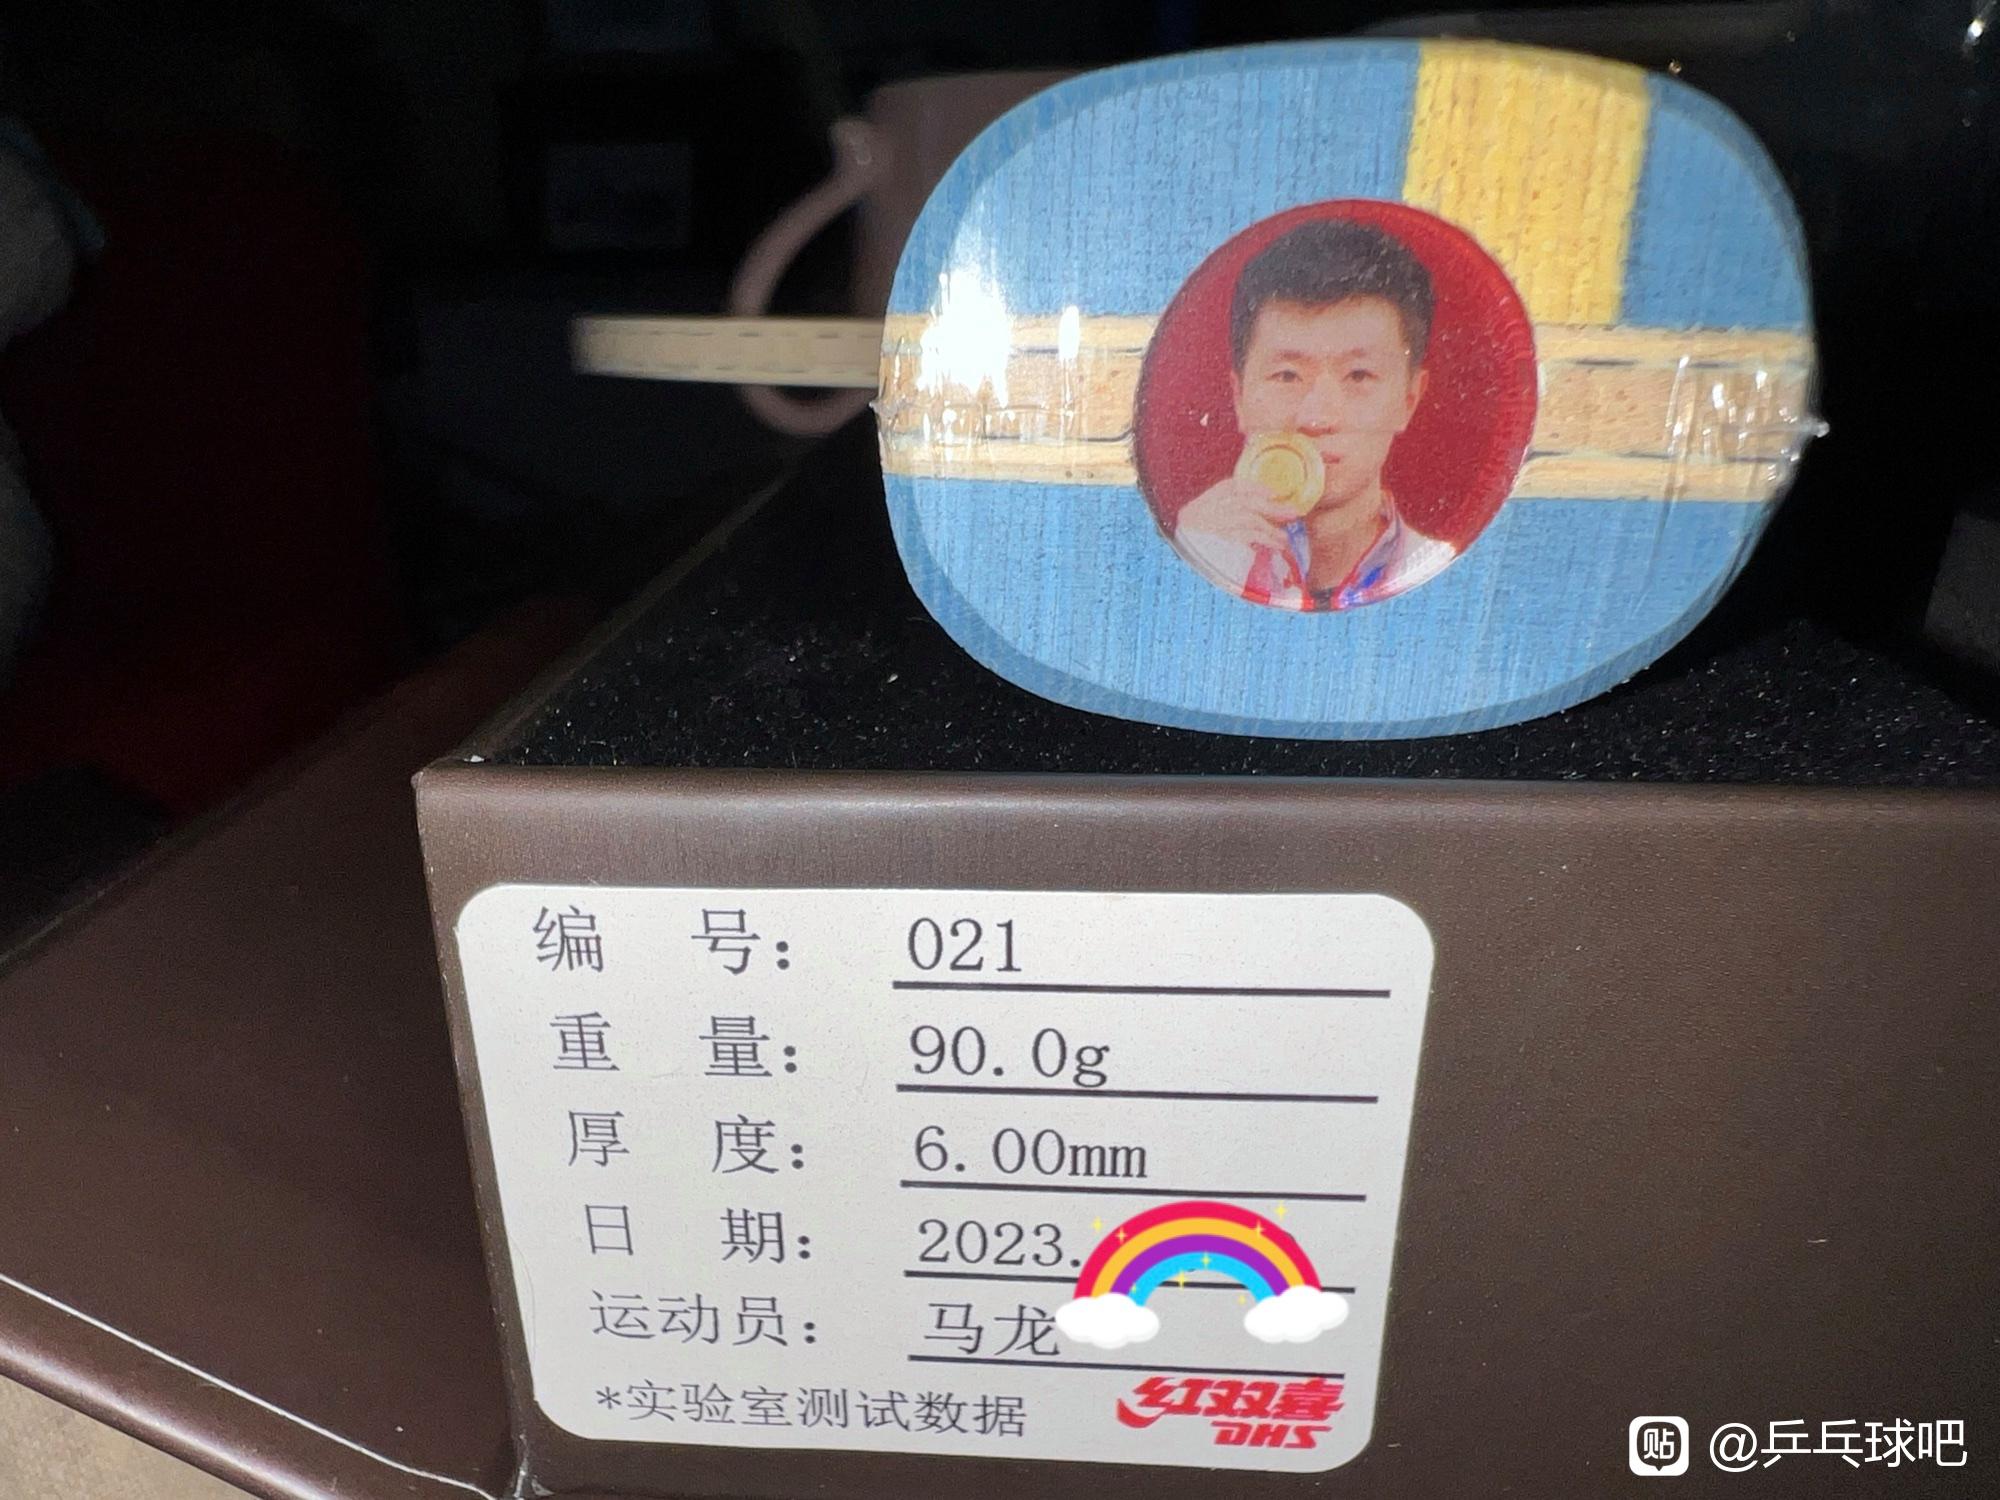 编 号： 021
重 量： 90.0g
厚 度： 6.00mm
日 期： 2023.
运动员： 马龙
*实验室测试数据
红双喜
DHS
贴 @乒乓球吧